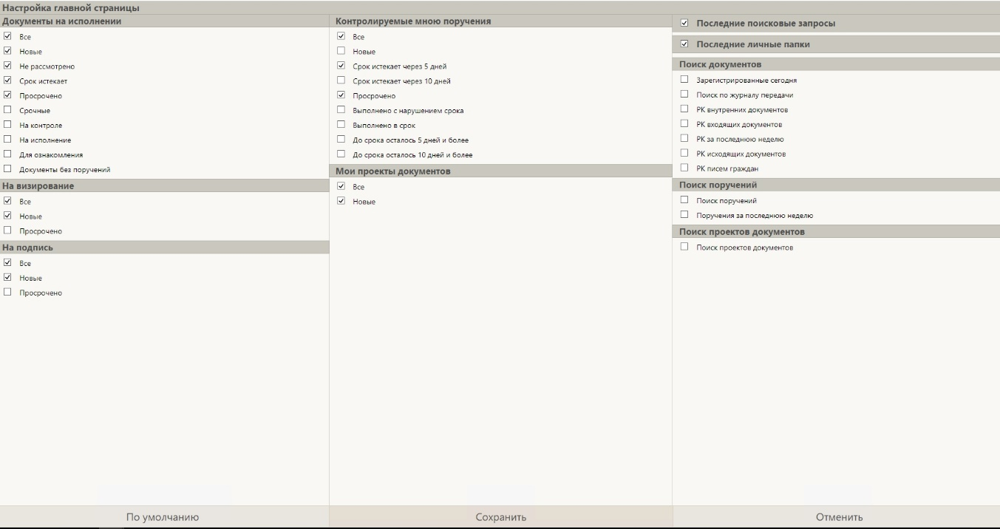 Настройка главной страницы
Документы на исполнении
Все
Новые
Не рассмотрено
Срок истекает
Просрочено
Срочные
На контроле
На исполнение
Для ознакомления
Документы без поручений
На визирование
Все
Новые
Просрочено
На подпись
Все
Новые
Просрочено
Контролируемые мною поручения
Все
Новые
Срок истекает через 5 дней
Срок истекает через 10 дней
Просрочено
Выполнено с нарушением срока
Выполнено в срок
До срока осталось 5 дней и более
До срока осталось 10 дней и более
Мои проекты документов
Все
Новые
Последние поисковые запросы
Последние личные папки
Поиск документов
Зарегистрированные сегодня
Поиск по журналу передачи
РК внутренних документов
РК входящих документов
РК за последнюю неделю
РК исходящих документов
РК писем граждан
Поиск поручений
Поиск поручений
Поручения за последнюю неделю
Поиск проектов документов
Поиск проектов документов
По умолчанию
Сохранить
Отменить